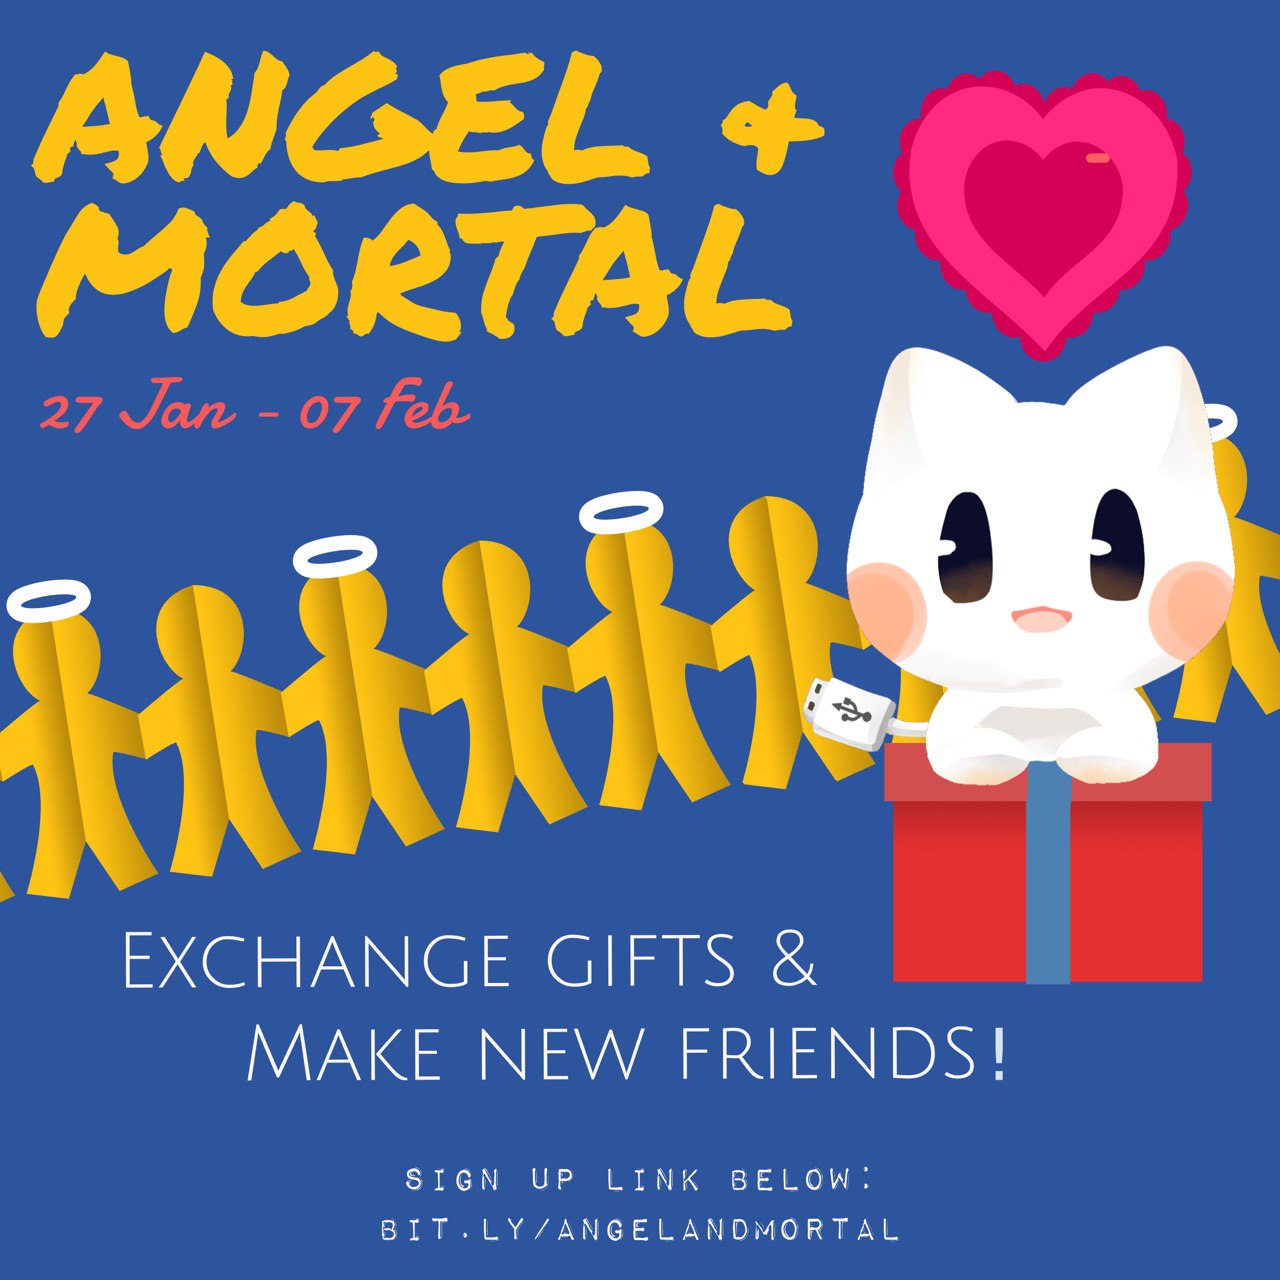 ANGEL &
MORTAL
27 Jan - 07 Feb
EXCHANGE GIFTS &
MAKE NEW FRIENDS!
SIGN UP LINK BELOW:
BIT.LY/ANGELANDMORTAL